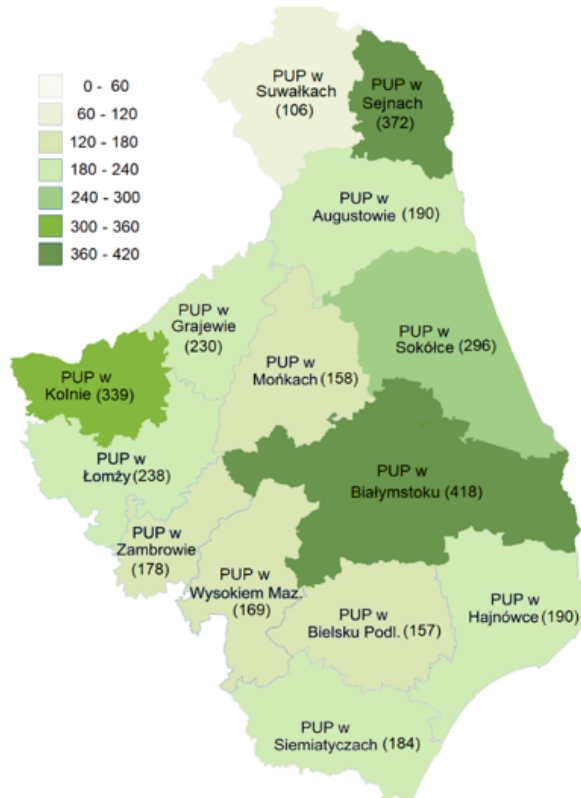 PUP w
Suwałkach
(106)
PUP w
Sejnach
(372)
0 - 60
60 - 120
120 - 180
180 - 240
240 - 300
300 - 360
360 - 420
PUP w
Augustowie (190)
PUP w
Grajewie
(230)
PUP w
Sokółce (296)
PUP w
Mońkach (158)
PUP w
Kolnie (339)
PUP w
Łomży (238)
PUP w
Białymstoku (418)
PUP w
Zambrowie
(178)
PUP w
Wysokiem Maz.
(169)
PUP w
Hajnówce (190)
PUP w
Bielsku Podl. (157)
PUP w
Siemiatyczach (184)